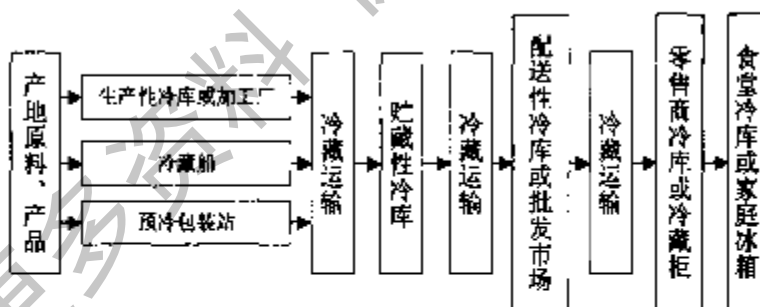 产地原料、产品
生产性冷库或加工厂
冷藏船
预冷包装站
冷藏运输
贮藏性冷库
冷藏运输
配送性冷库或批发市场
冷藏运输
零售商冷库或冷藏柜
食堂冷库或家庭冰箱
多资料